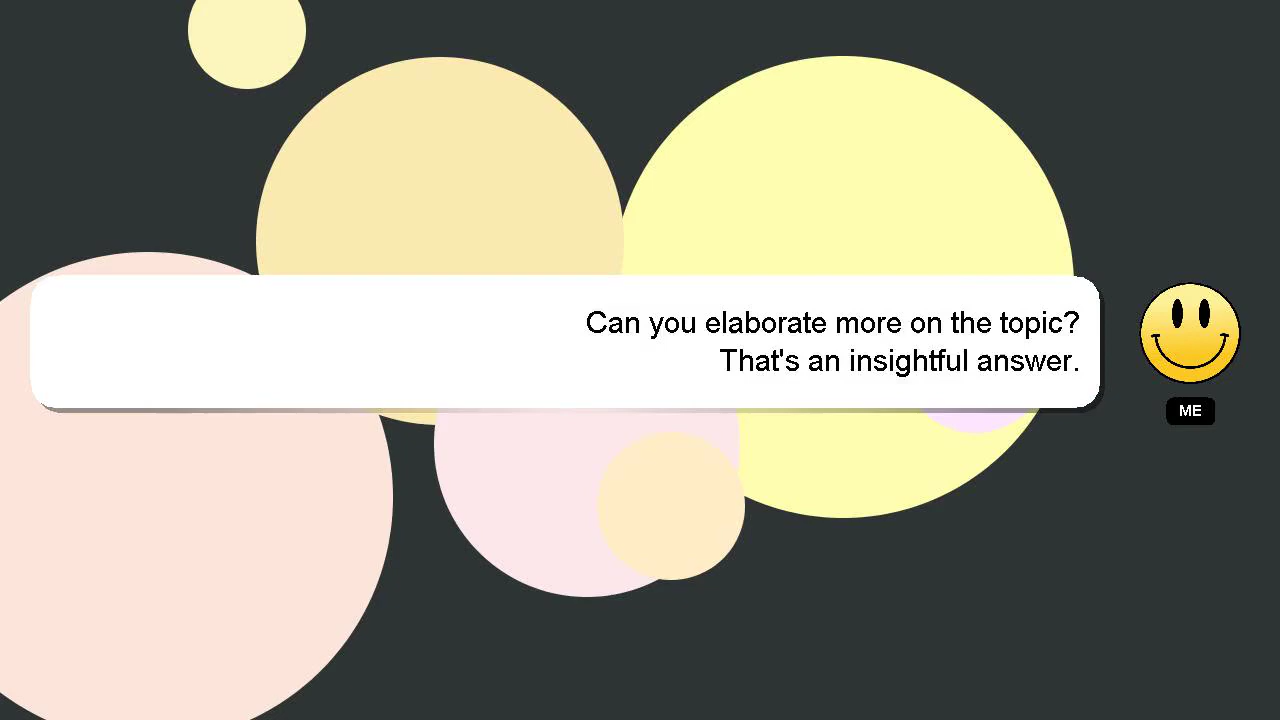 Can you elaborate more on the topic?
That's an insightful answer.
ME